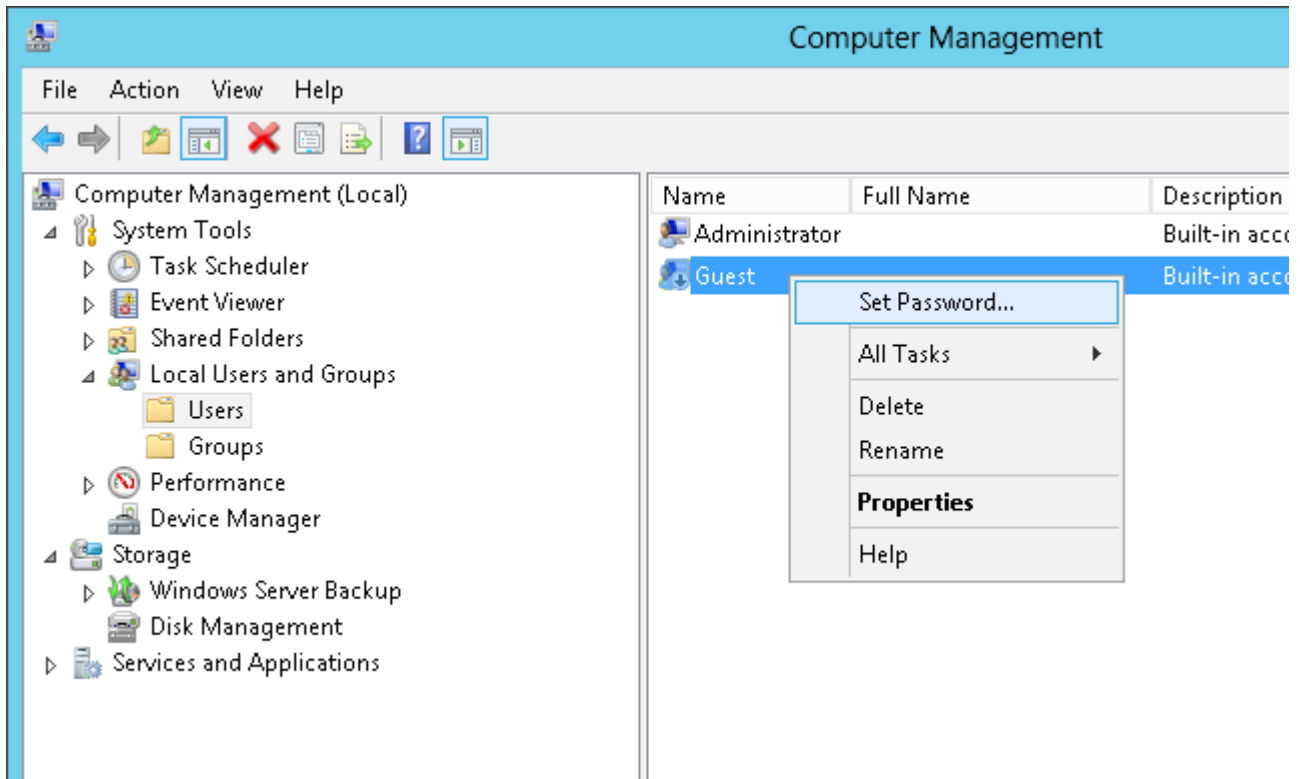 Computer Management
File Action View Help
Computer Management (Local)
System Tools
Task Scheduler
Event Viewer
Shared Folders
Local Users and Groups
Users
Groups
Performance
Device Manager
Storage
Windows Server Backup
Disk Management
Services and Applications
Name Full Name Description
Administrator Built-in acco
Guest Built-in acco
Set Password...
All Tasks
Delete
Rename
Properties
Help